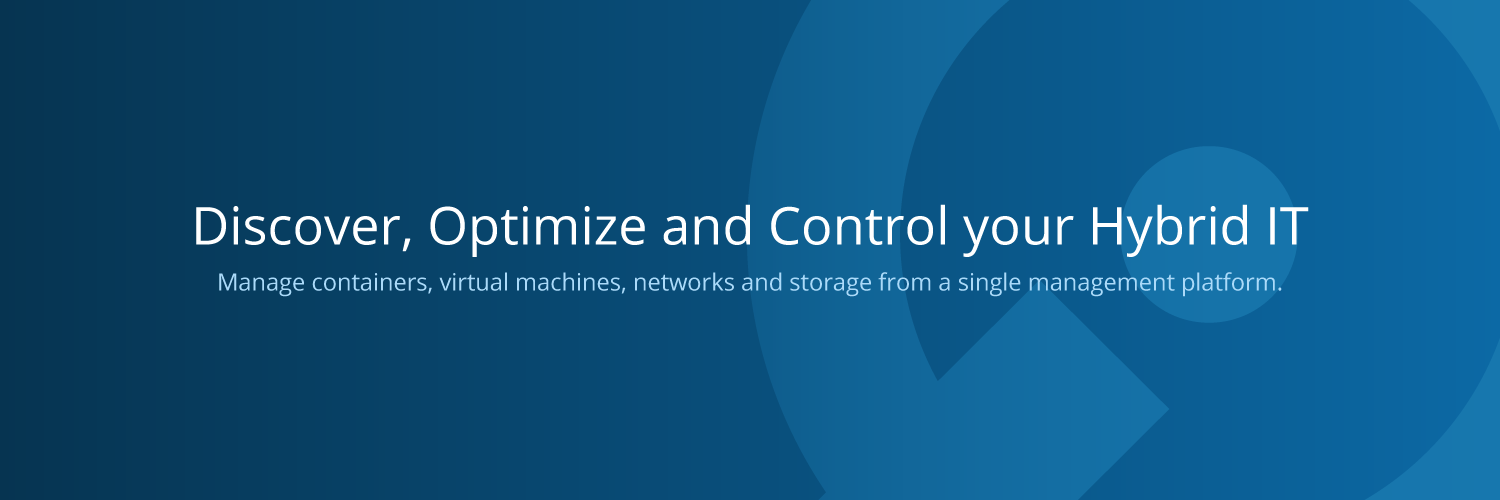 Discover, Optimize and Control your Hybrid IT
Manage containers, virtual machines, networks and storage from a single management platform.